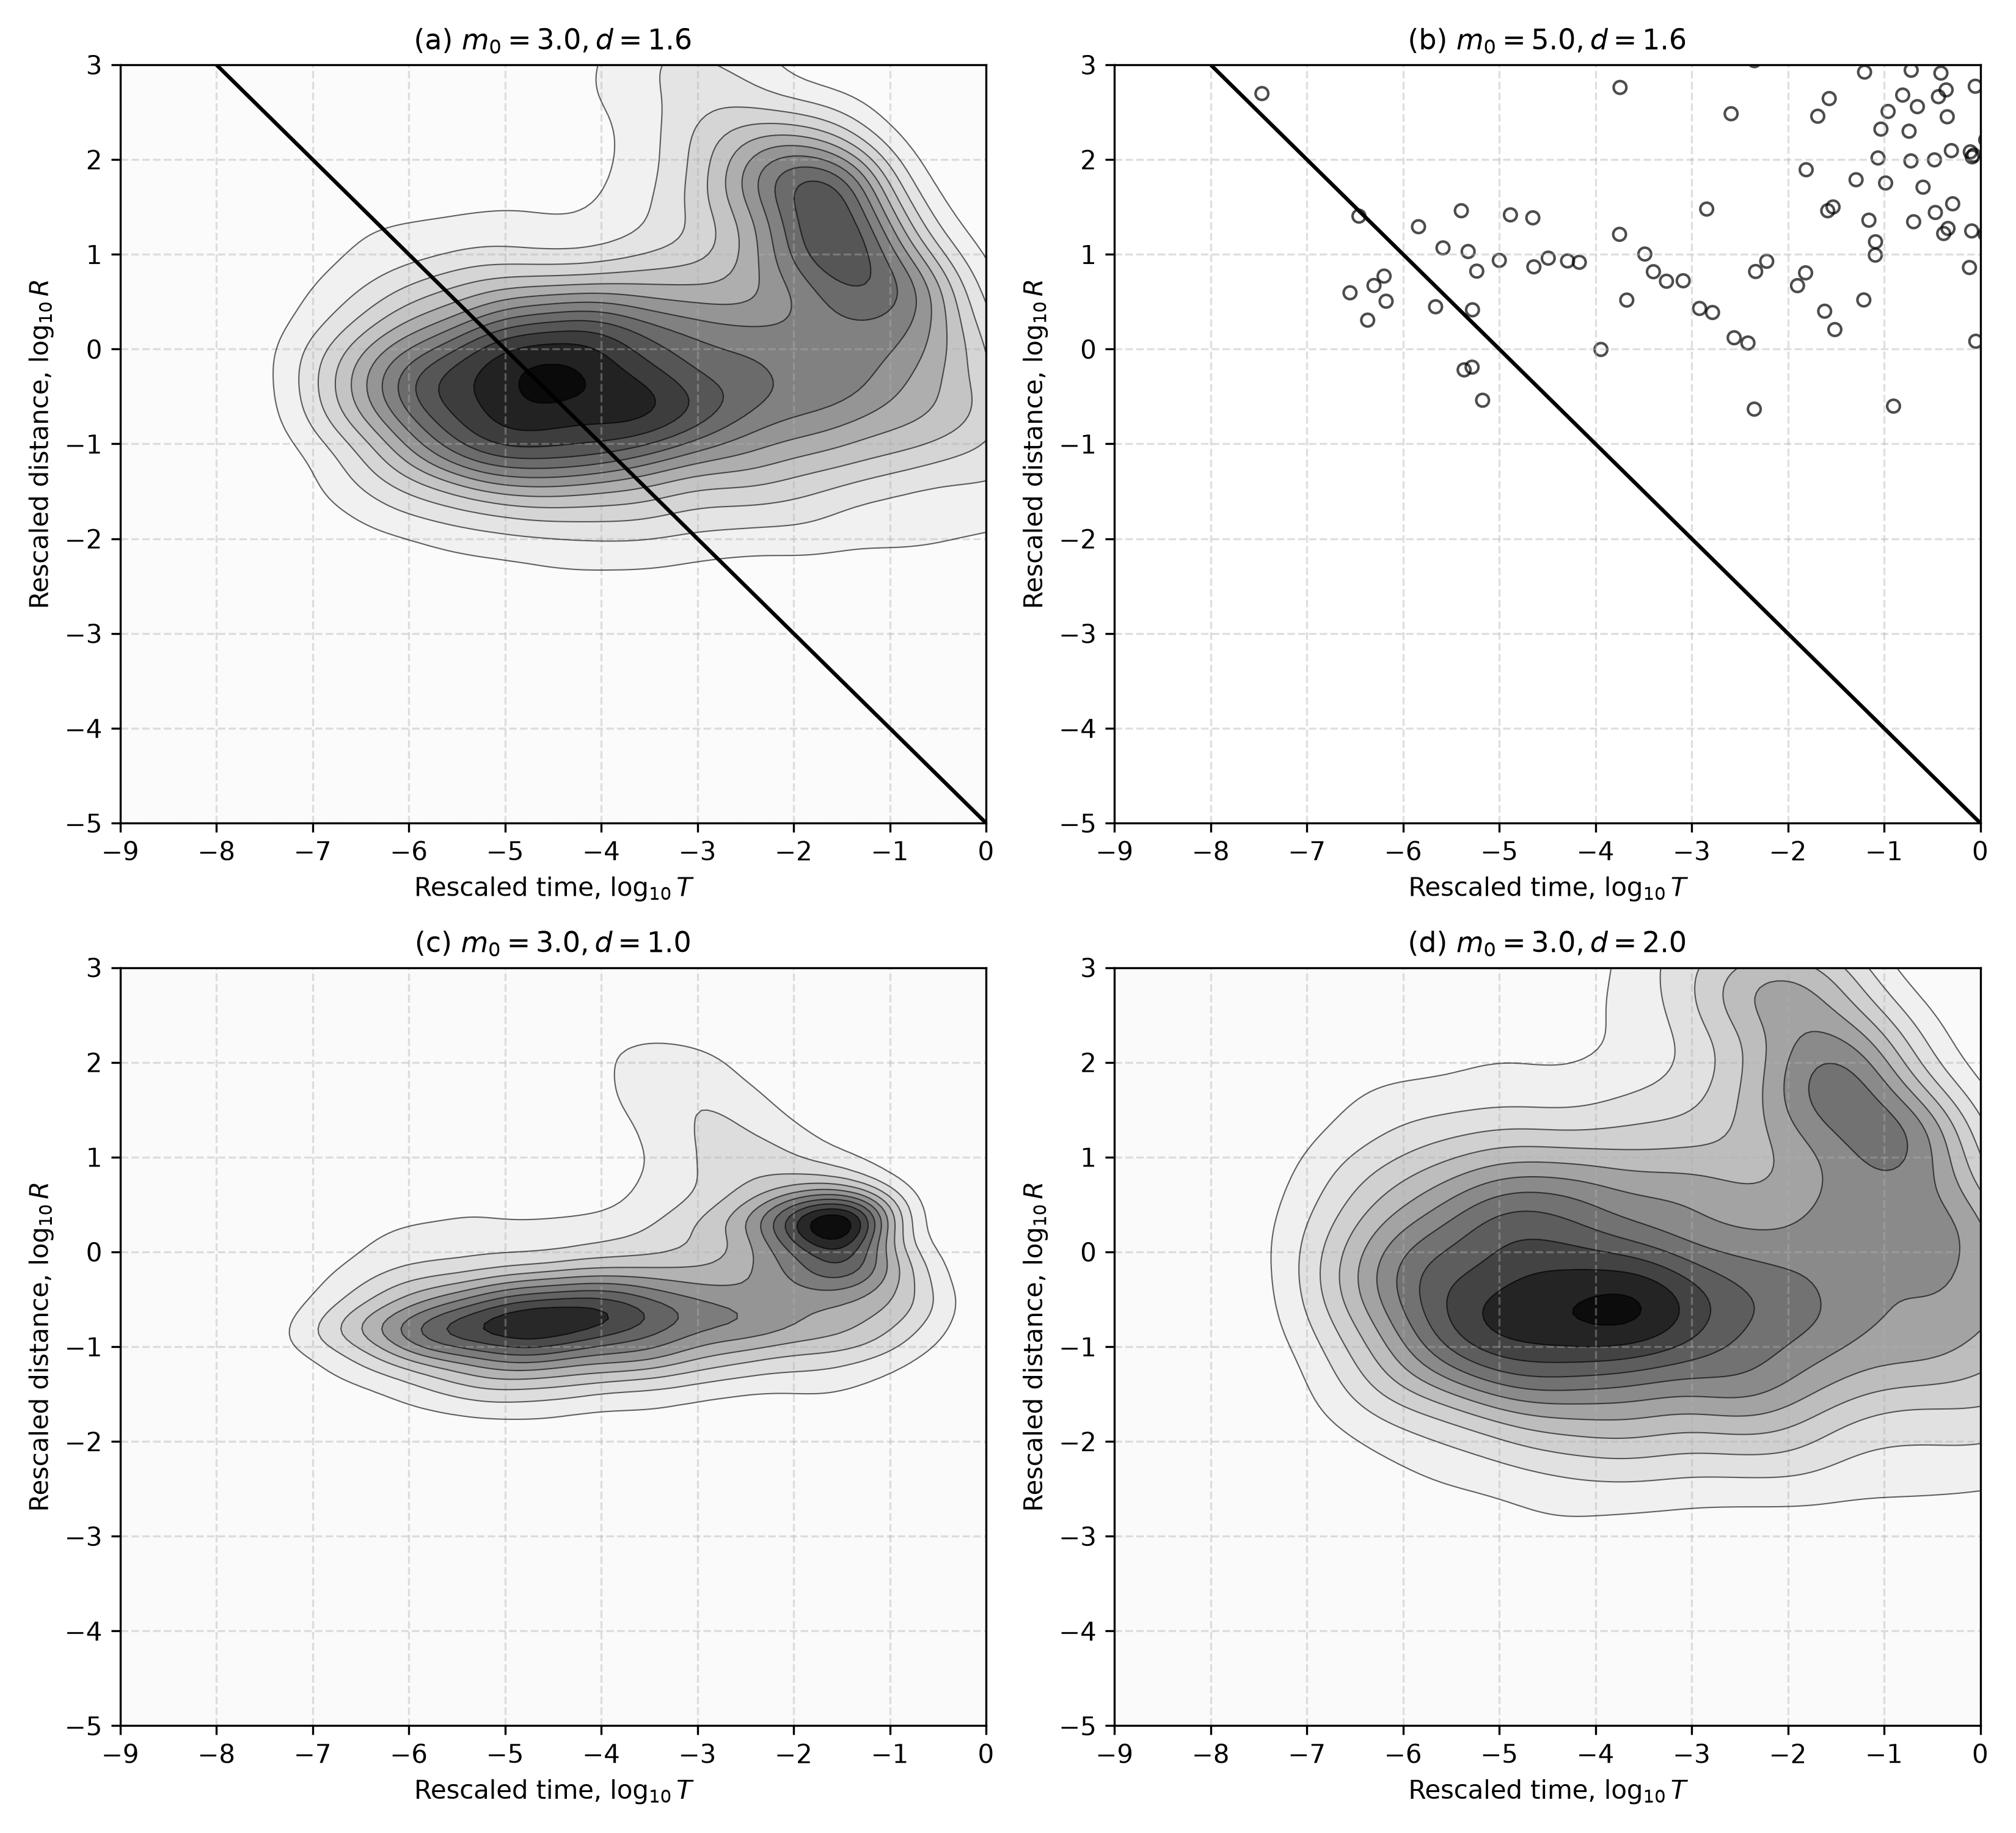 (a) m₀ = 3.0, d = 1.6
3
2
1
0
−1
−2
−3
−4
−5
Rescaled distance, log₁₀ R
−9 −8 −7 −6 −5 −4 −3 −2 −1 0
Rescaled time, log₁₀ T
(b) m₀ = 5.0, d = 1.6
3
2
1
0
−1
−2
−3
−4
−5
Rescaled distance, log₁₀ R
−9 −8 −7 −6 −5 −4 −3 −2 −1 0
Rescaled time, log₁₀ T
(c) m₀ = 3.0, d = 1.0
3
2
1
0
−1
−2
−3
−4
−5
Rescaled distance, log₁₀ R
−9 −8 −7 −6 −5 −4 −3 −2 −1 0
Rescaled time, log₁₀ T
(d) m₀ = 3.0, d = 2.0
3
2
1
0
−1
−2
−3
−4
−5
Rescaled distance, log₁₀ R
−9 −8 −7 −6 −5 −4 −3 −2 −1 0
Rescaled time, log₁₀ T